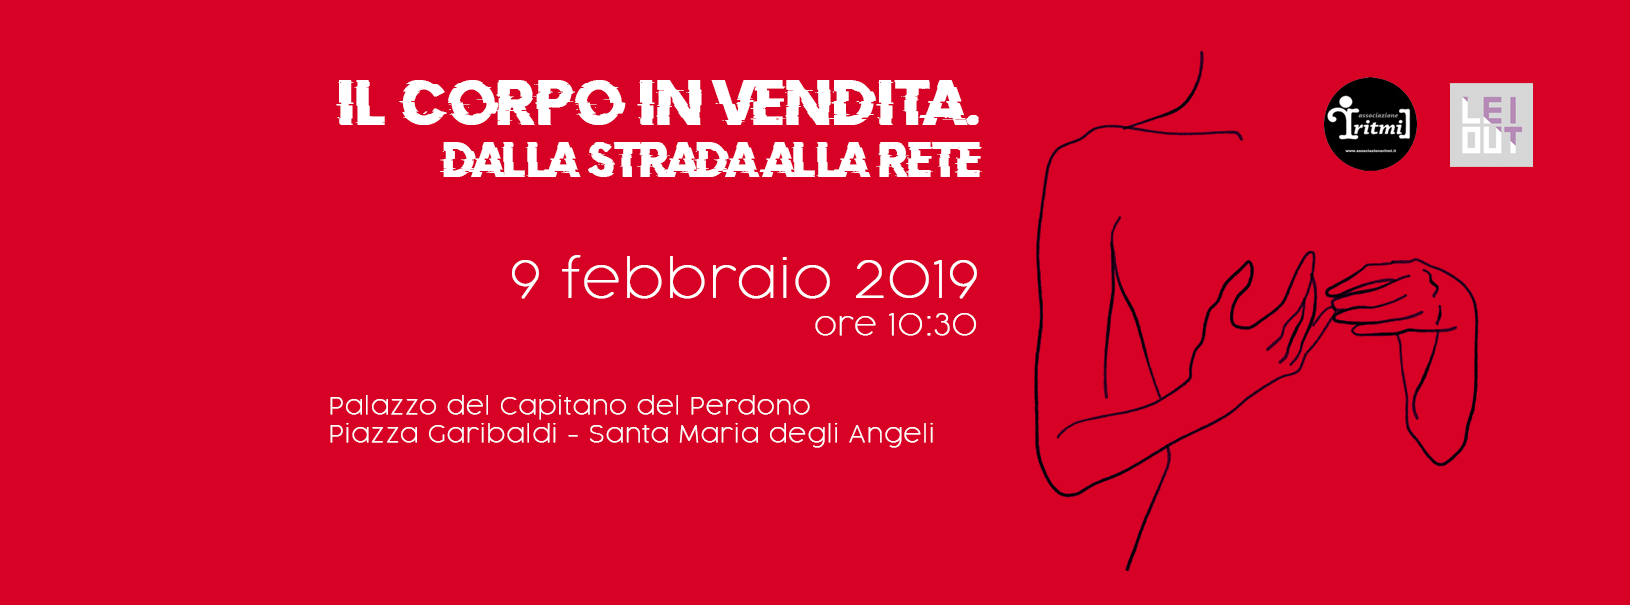 IL CORPO IN VENDITA.
DALLA STRADA ALLA RETE
9 febbraio 2019
ore 10:30
Palazzo del Capitano del Perdono
Piazza Garibaldi - Santa Maria degli Angeli
associazione
ritmi
www.associazioneritmi.it
LEI
OUT